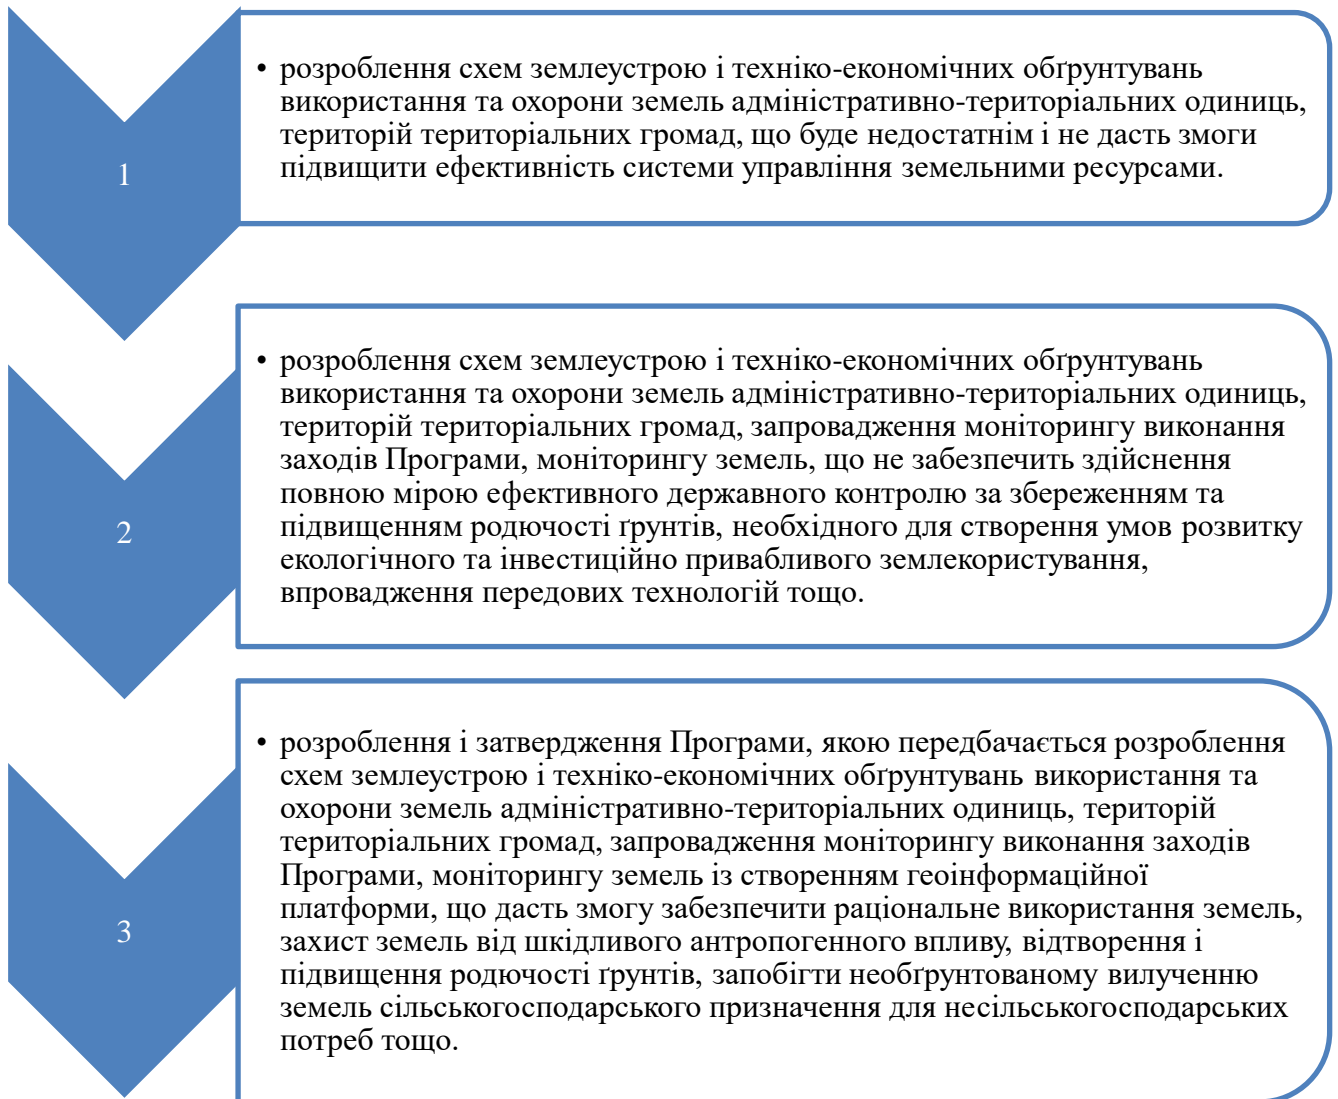 1
• розроблення схем землеустрою і техніко-економічних обґрунтувань
використання та охорони земель адміністративно-територіальних одиниць,
територій територіальних громад, що буде недостатнім і не дасть змоги
підвищити ефективність системи управління земельними ресурсами.
2
• розроблення схем землеустрою і техніко-економічних обґрунтувань
використання та охорони земель адміністративно-територіальних одиниць,
територій територіальних громад, запровадження моніторингу виконання
заходів Програми, моніторингу земель, що не забезпечить здійснення
повною мірою ефективного державного контролю за збереженням та
підвищенням родючості ґрунтів, необхідного для створення умов розвитку
екологічного та інвестиційно привабливого землекористування,
впровадження передових технологій тощо.
3
• розроблення і затвердження Програми, якою передбачається розроблення
схем землеустрою і техніко-економічних обґрунтувань використання та
охорони земель адміністративно-територіальних одиниць, територій
територіальних громад, запровадження моніторингу виконання заходів
Програми, моніторингу земель із створенням геоінформаційної
платформи, що дасть змогу забезпечити раціональне використання земель,
захист земель від шкідливого антропогенного впливу, відтворення і
підвищення родючості ґрунтів, запобігти необґрунтованому вилученню
земель сільськогосподарського призначення для несільськогосподарських
потреб тощо.